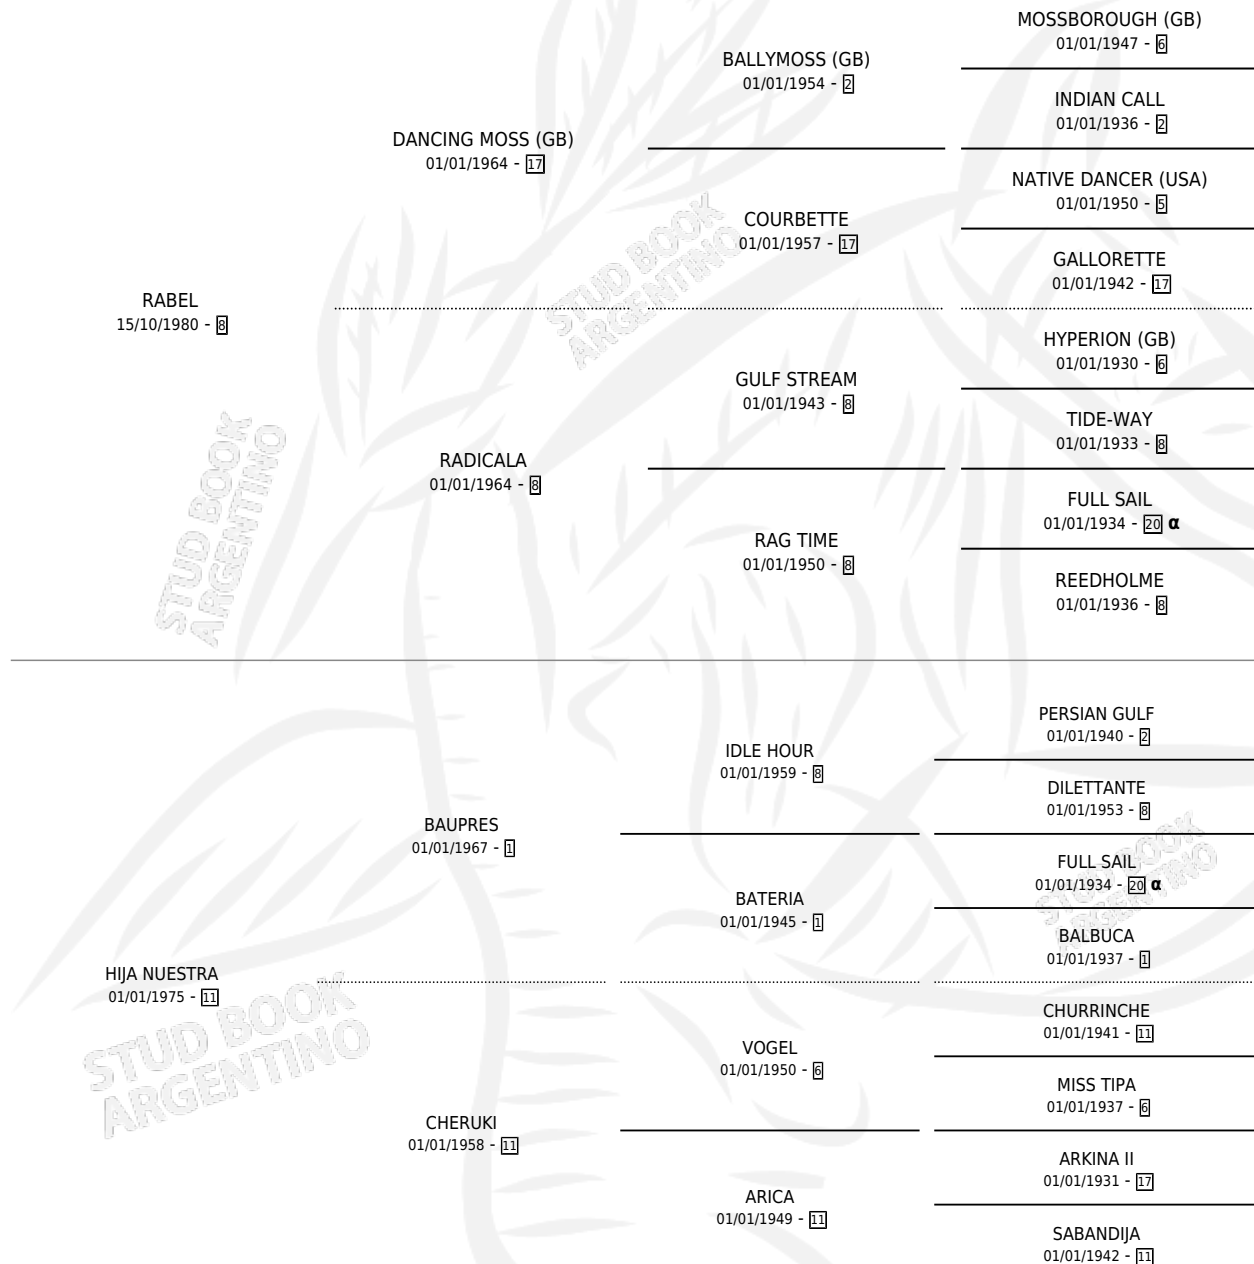 MOSSBOROUGH (GB)
01/01/1947 - 6
BALLYMOSS (GB)
01/01/1954 - 2
INDIAN CALL
01/01/1936 - 2
DANCING MOSS (GB)
01/01/1964 - 17
NATIVE DANCER (USA)
01/01/1950 - 5
COURBETTE
01/01/1957 - 17
GALLORETTE
01/01/1942 - 17
RABEL
15/10/1980 - 8
HYPERION (GB)
01/01/1930 - 6
GULF STREAM
01/01/1943 - 8
TIDE-WAY
01/01/1933 - 8
RADICALA
01/01/1964 - 8
FULL SAIL
01/01/1934 - 20 α
RAG TIME
01/01/1950 - 8
REEDHOLME
01/01/1936 - 8
PERSIAN GULF
01/01/1940 - 2
IDLE HOUR
01/01/1959 - 8
DILETTANTE
01/01/1953 - 8
BAUPRES
01/01/1967 - 1
FULL SAIL
01/01/1934 - 20 α
BATERIA
01/01/1945 - 1
BALBUCA
01/01/1937 - 1
HIJA NUESTRA
01/01/1975 - 11
CHURRINCHE
01/01/1941 - 11
VOGEL
01/01/1950 - 6
MISS TIPA
01/01/1937 - 6
CHERUKI
01/01/1958 - 11
ARKINA II
01/01/1931 - 17
ARICA
01/01/1949 - 11
SABANDIJA
01/01/1942 - 11
STUD BOOK
ARGENTINO
STUD BOOK
ARGENTINO
STUD BOOK
ARGENTINO
STUD BOOK
ARGENTINO